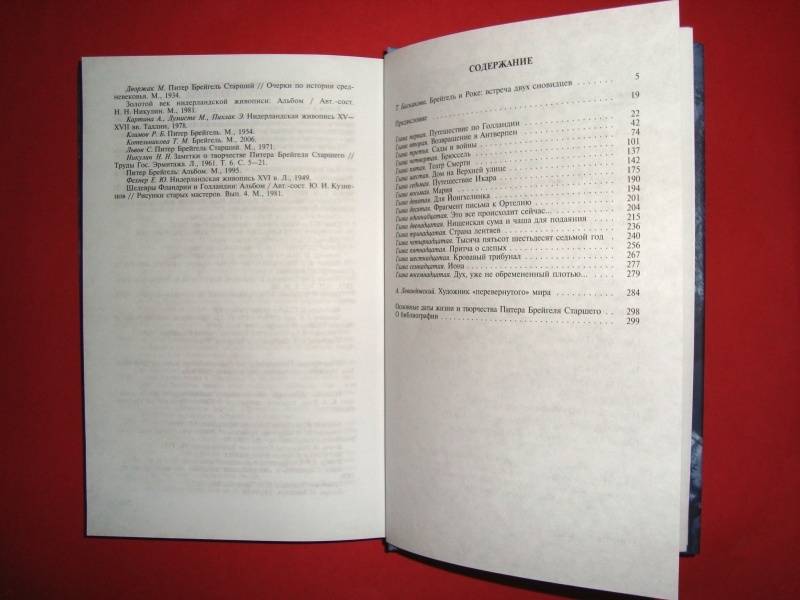 Дворжак М. Питер Брейгель Старший // Очерки по истории сред-
невековья. М., 1934.
Золотой век нидерландской живописи: Альбом / Авт.-сост.
Н. Н. Никулин. М., 1981.
Картина А., Думпете М., Пихлак Э. Нидерландская живопись XV—
XVII вв. Таллин, 1978.
Климов Р. Б. Питер Брейгель. М., 1954.
Котельникова Т. М. Брейгель. М., 2006.
Львов С. Питер Брейгель Старший. М., 1971.
Никулин Н. Н. Заметки о творчестве Питера Брейгеля Старшего //
Труды Гос. Эрмитажа. Л., 1961. Т. 6. С. 5—21.
Питер Брейгель: Альбом. М., 1995.
Фехнер Е. Ю. Нидерландская живопись XVI в. Л., 1949.
Шедевры Фландрии и Голландии: Альбом / Авт.-сост. Ю. И. Кузне-
цов // Рисунки старых мастеров. Вып. 4. М., 1981.
СОДЕРЖАНИЕ
Т. Баскакова. Брейгель и Роке: встреча двух сновидцев 5
Предисловие 19
Глава первая. Путешествие по Голландии 22
Глава вторая. Возвращение в Антверпен 42
Глава третья. Сады и войны 74
Глава четвертая. Брюссель 101
Глава пятая. Театр Смерти 137
Глава шестая. Дом на Верхней улице 142
Глава седьмая. Путешествие Икара 175
Глава восьмая. Мария 190
Глава девятая. Для Йонгхелинка 201
Глава десятая. Фрагмент письма к Ортелию 204
Глава одиннадцатая. Это все происходит сейчас... 215
Глава двенадцатая. Нищенская сума и чаша для подаяния 236
Глава тринадцатая. Страна лентяев 240
Глава четырнадцатая. Тысяча пятьсот шестьдесят седьмой год 256
Глава пятнадцатая. Притча о слепых 267
Глава шестнадцатая. Кровавый трибунал 277
Глава семнадцатая. Иона 279
Глава восемнадцатая. Дух, уже не обремененный плотью...
А. Левандовский. Художник «перевернутого» мира 284
Основные даты жизни и творчества Питера Брейгеля Старшего 298
О библиографии 299